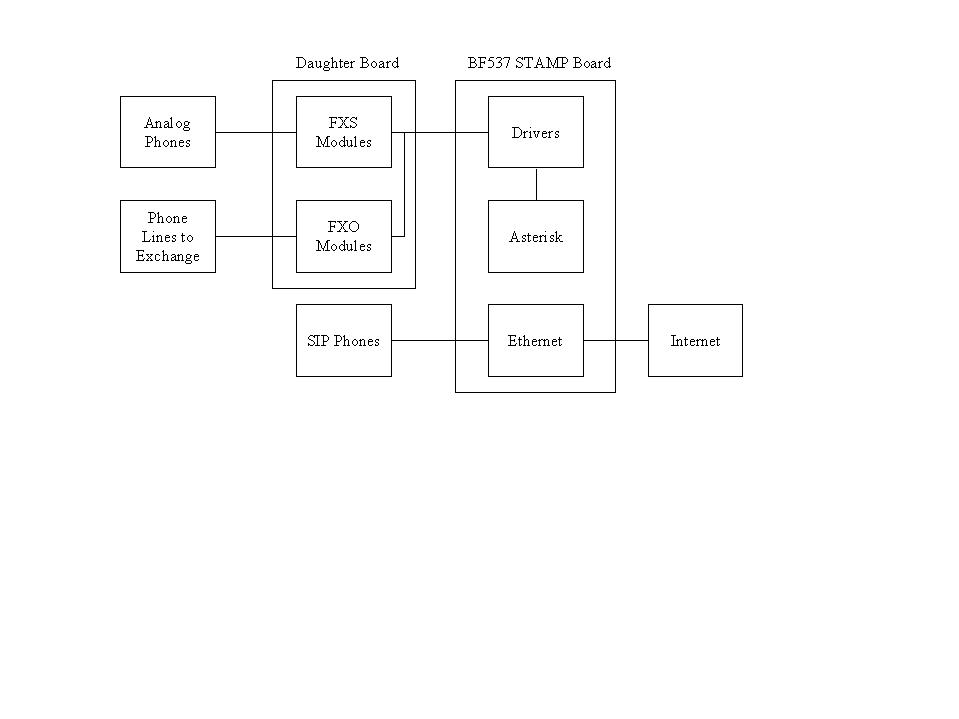 Daughter Board
BF537 STAMP Board
Analog
Phones
FXS
Modules
Drivers
Phone
Lines to
Exchange
FXO
Modules
Asterisk
SIP Phones
Ethernet
Internet